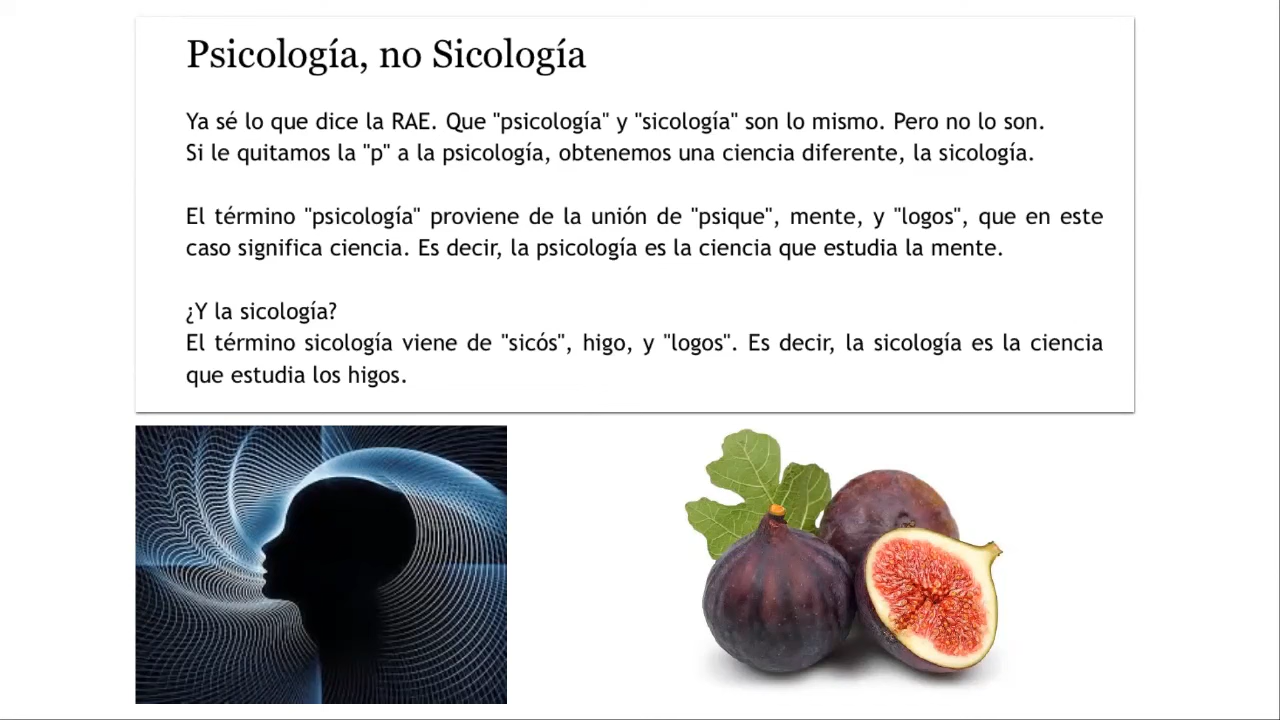 Psicología, no Sicología
Ya sé lo que dice la RAE. Que "psicología" y "sicología" son lo mismo. Pero no lo son.
Si le quitamos la "p" a la psicología, obtenemos una ciencia diferente, la sicología.
El término "psicología" proviene de la unión de "psique", mente, y "logos", que en este
caso significa ciencia. Es decir, la psicología es la ciencia que estudia la mente.
¿Y la sicología?
El término sicología viene de "sicós", higo, y "logos". Es decir, la sicología es la ciencia
que estudia los higos.